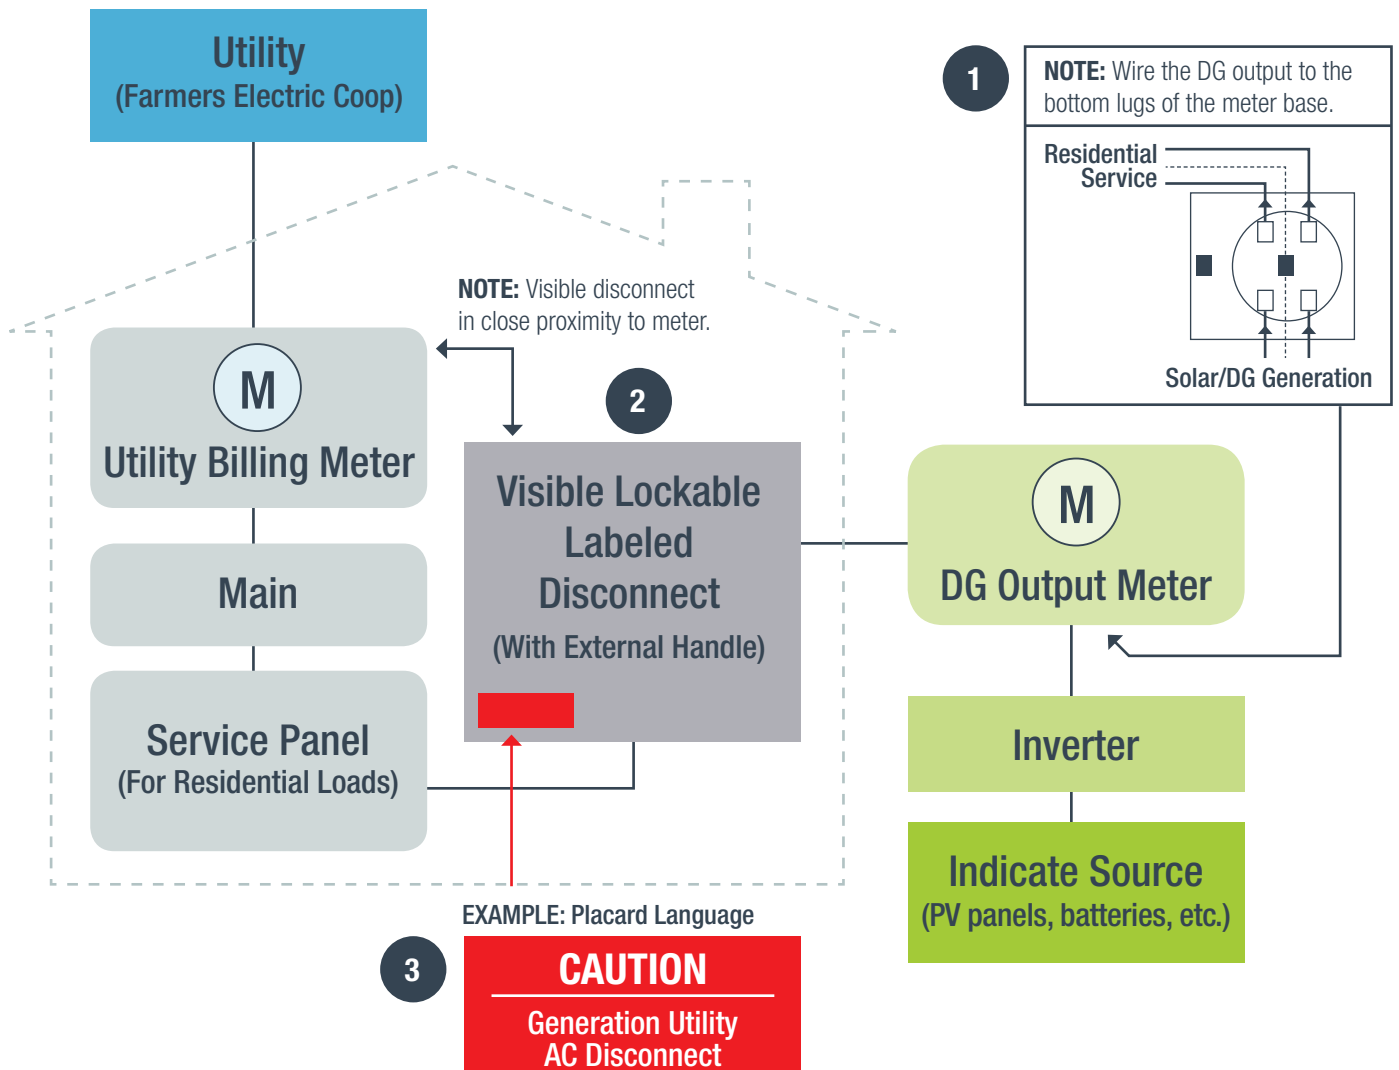 Utility
(Farmers Electric Coop)
1
NOTE: Wire the DG output to the
bottom lugs of the meter base.
Residential
Service
Solar/DG Generation
NOTE: Visible disconnect
in close proximity to meter.
M
Utility Billing Meter
Main
Service Panel
(For Residential Loads)
2
Visible Lockable
Labeled
Disconnect
(With External Handle)
M
DG Output Meter
Inverter
Indicate Source
(PV panels, batteries, etc.)
EXAMPLE: Placard Language
3
CAUTION
Generation Utility
AC Disconnect